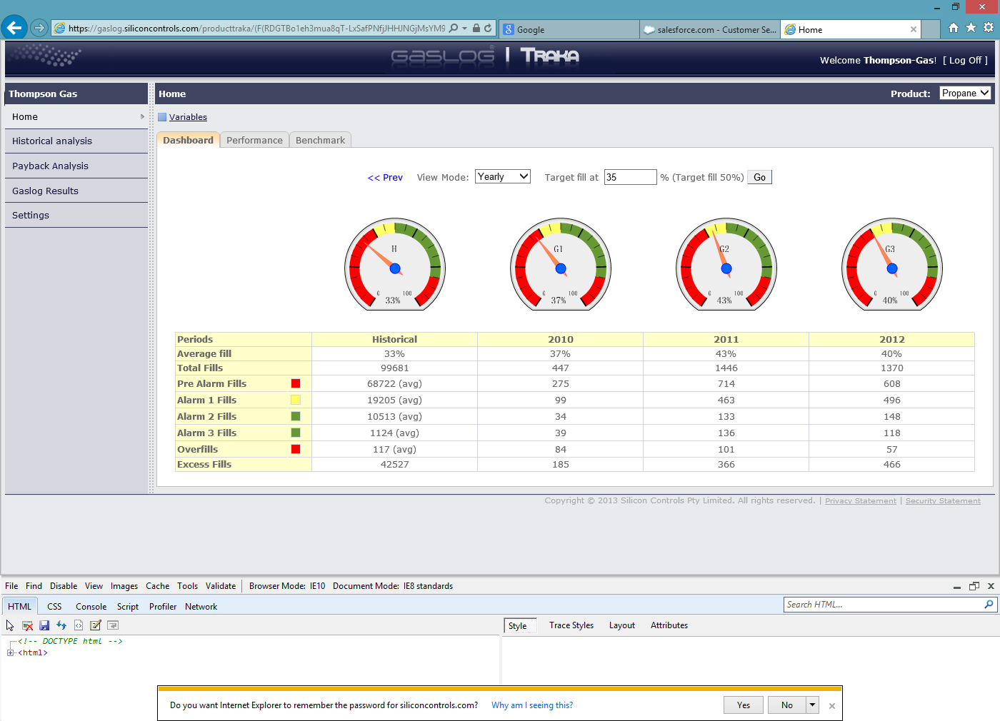 https://gaslog.siliconcontrols.com/producttraka/(F(RDGTBo1eh3mua8qT-LxSafPNfjJHHJNGjMsYM9
Google
salesforce.com - Customer Se...
Home
GASLOG® | TRAKA
Welcome Thompson-Gas! [ Log Off ]
Thompson Gas
Home
Product: Propane
Home
Historical analysis
Payback Analysis
Gaslog Results
Settings
Variables
Dashboard Performance Benchmark
<< Prev View Mode: Yearly Target fill at 35 % (Target fill 50%) Go
H G1 G2 G3
0 100 0 100 0 100 0 100
33% 37% 43% 40%
Periods Historical 2010 2011 2012
Average fill 33% 37% 43% 40%
Total Fills 99681 447 1446 1370
Pre Alarm Fills 68722 (avg) 275 714 608
Alarm 1 Fills 19205 (avg) 99 463 496
Alarm 2 Fills 10513 (avg) 34 133 148
Alarm 3 Fills 1124 (avg) 39 136 118
Overfills 117 (avg) 84 101 57
Excess Fills 42527 185 366 466
Copyright © 2013 Silicon Controls Pty Limited. All rights reserved. | Privacy Statement | Security Statement
File Find Disable View Images Cache Tools Validate Browser Mode: IE10 Document Mode: IE8 standards
HTML CSS Console Script Profiler Network
Search HTML...
Style Trace Styles Layout Attributes
<!-- DOCTYPE html -->
<html>
Do you want Internet Explorer to remember the password for siliconcontrols.com? Why am I seeing this? Yes No